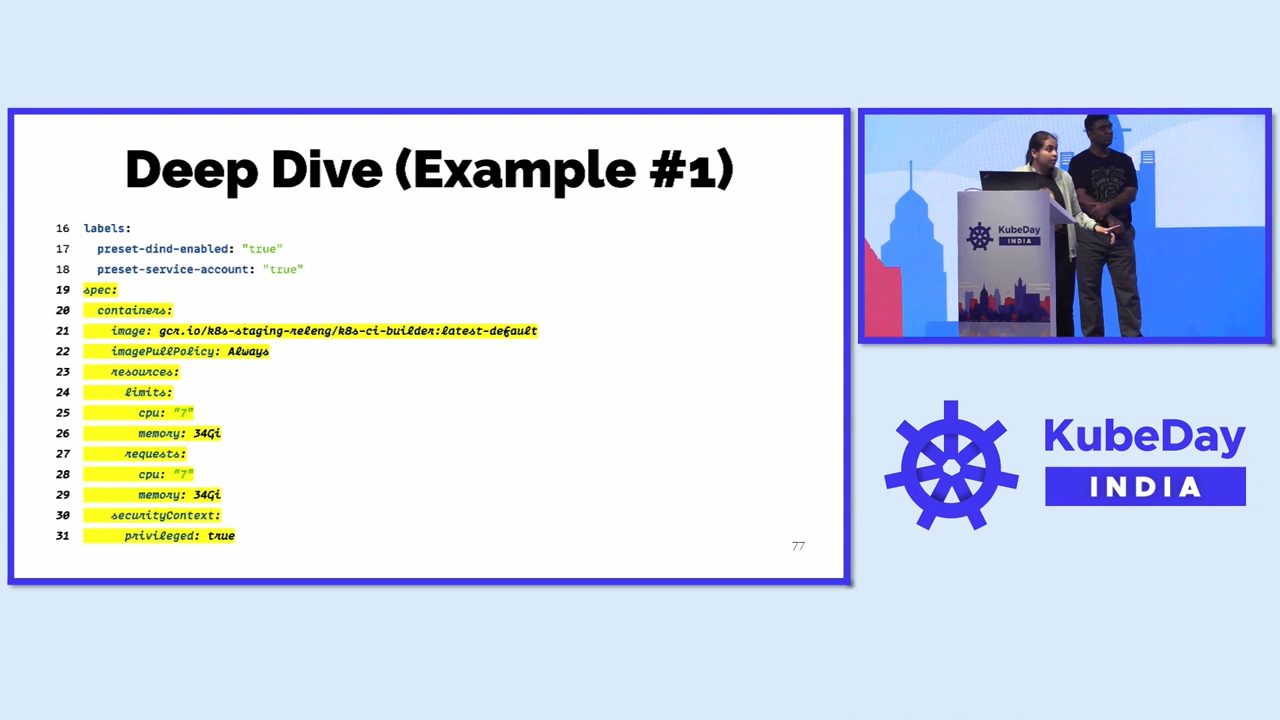 Deep Dive (Example #1)
16 labels:
17 preset-dind-enabled: "true"
18 preset-service-account: "true"
19 spec:
20 containers:
21 image: gcr.io/k8s-staging-releng/k8s-ci-builder:latest-default
22 imagePullPolicy: Always
23 resources:
24 limits:
25 cpu: "7"
26 memory: 34Gi
27 requests:
28 cpu: "7"
29 memory: 34Gi
30 securityContext:
31 privileged: true
77
KubeDay
INDIA
KubeDay
INDIA